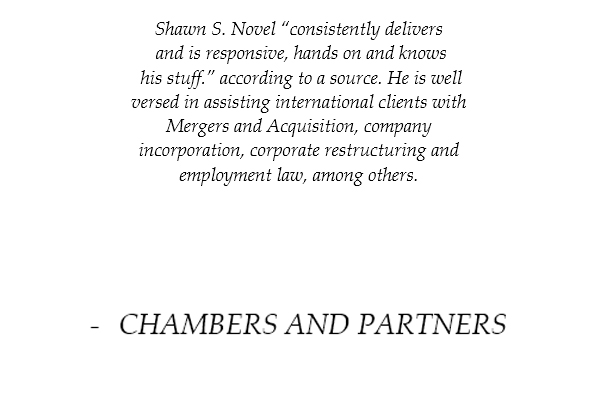 Shawn S. Novel “consistently delivers
and is responsive, hands on and knows
his stuff.” according to a source. He is well
versed in assisting international clients with
Mergers and Acquisition, company
incorporation, corporate restructuring and
employment law, among others.
- CHAMBERS AND PARTNERS